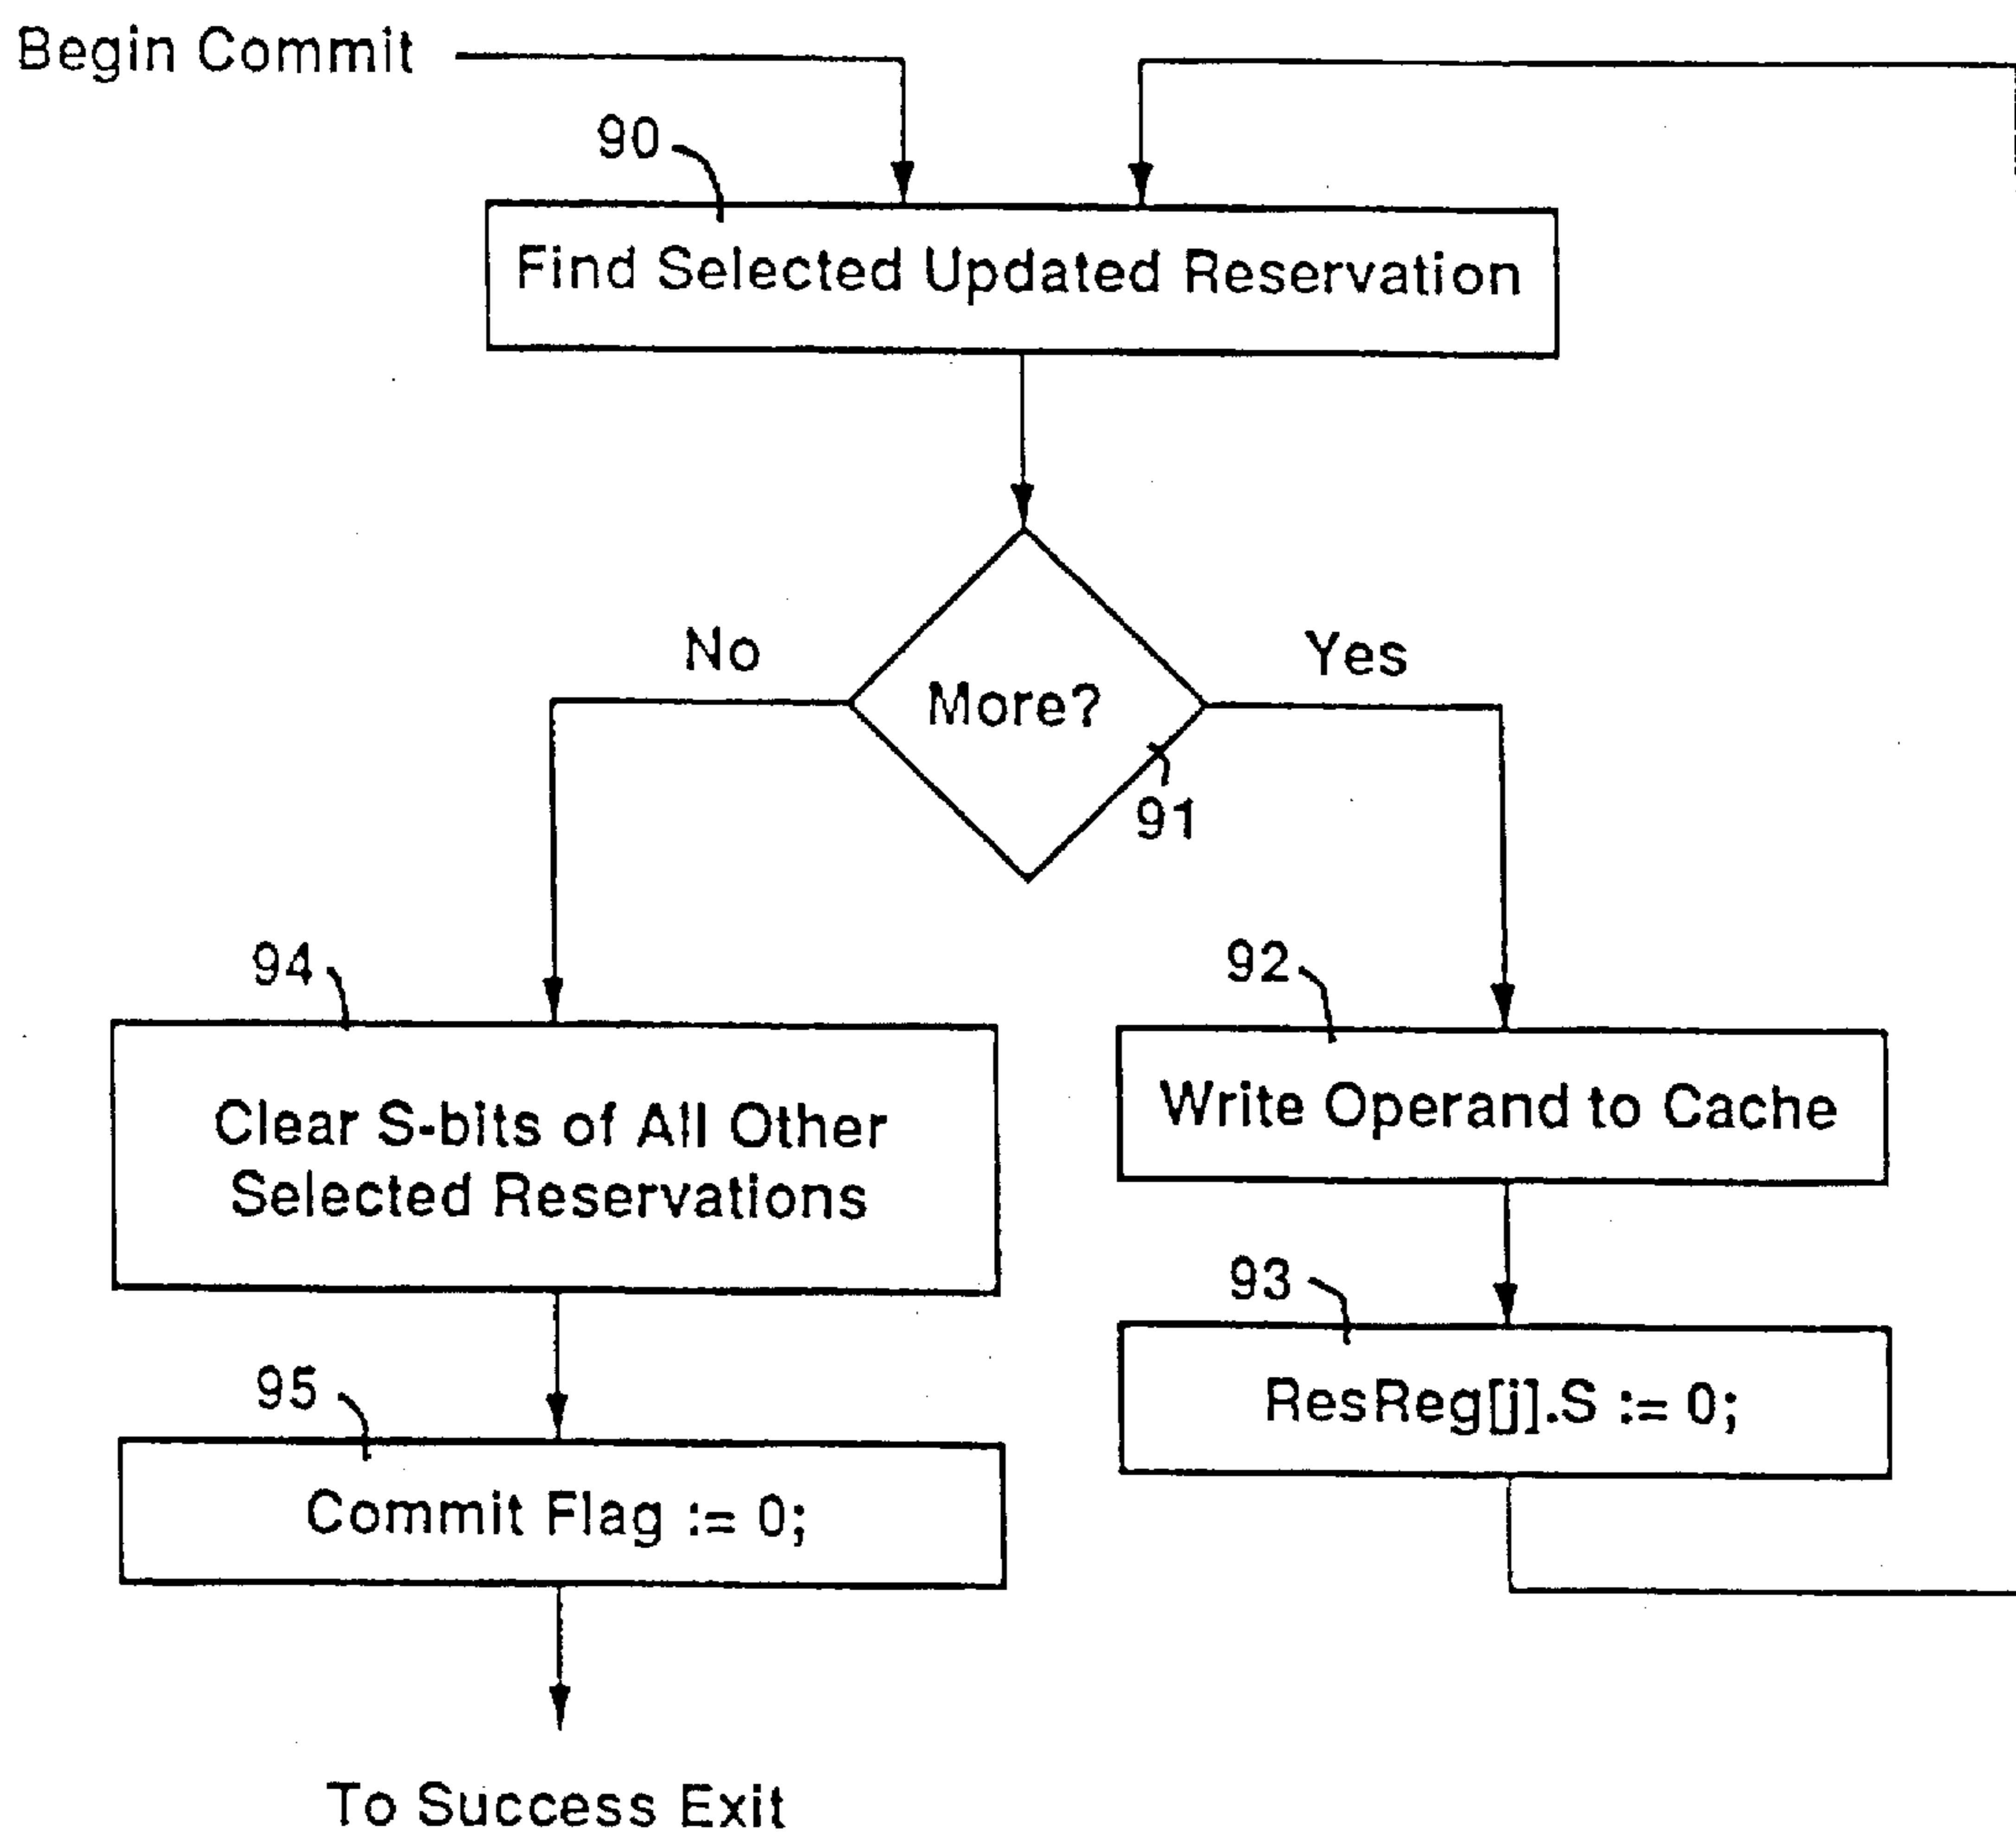 Begin Commit
90
Find Selected Updated Reservation
No
Yes
More?
91
94
92
Clear S-bits of All Other
Selected Reservations
Write Operand to Cache
93
ResReg[j].S := 0;
95
Commit Flag := 0;
To Success Exit